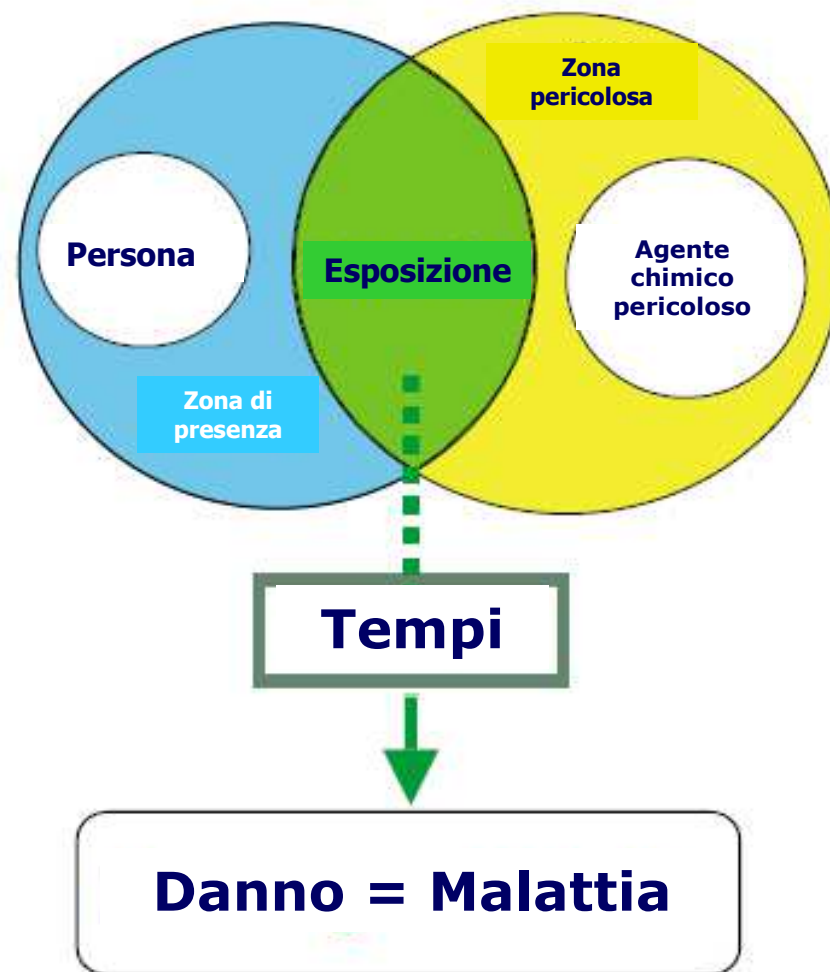 Zona
pericolosa
Persona
Esposizione
Agente
chimico
pericoloso
Zona di
presenza
Tempi
Danno = Malattia